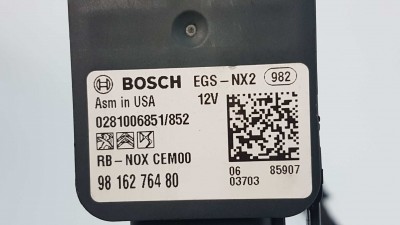 BOSCH EGS-NX2 982
Asm in USA 12V
0281006851/852
RB-NOX CEM00
98 162 764 80
06 85907
03703